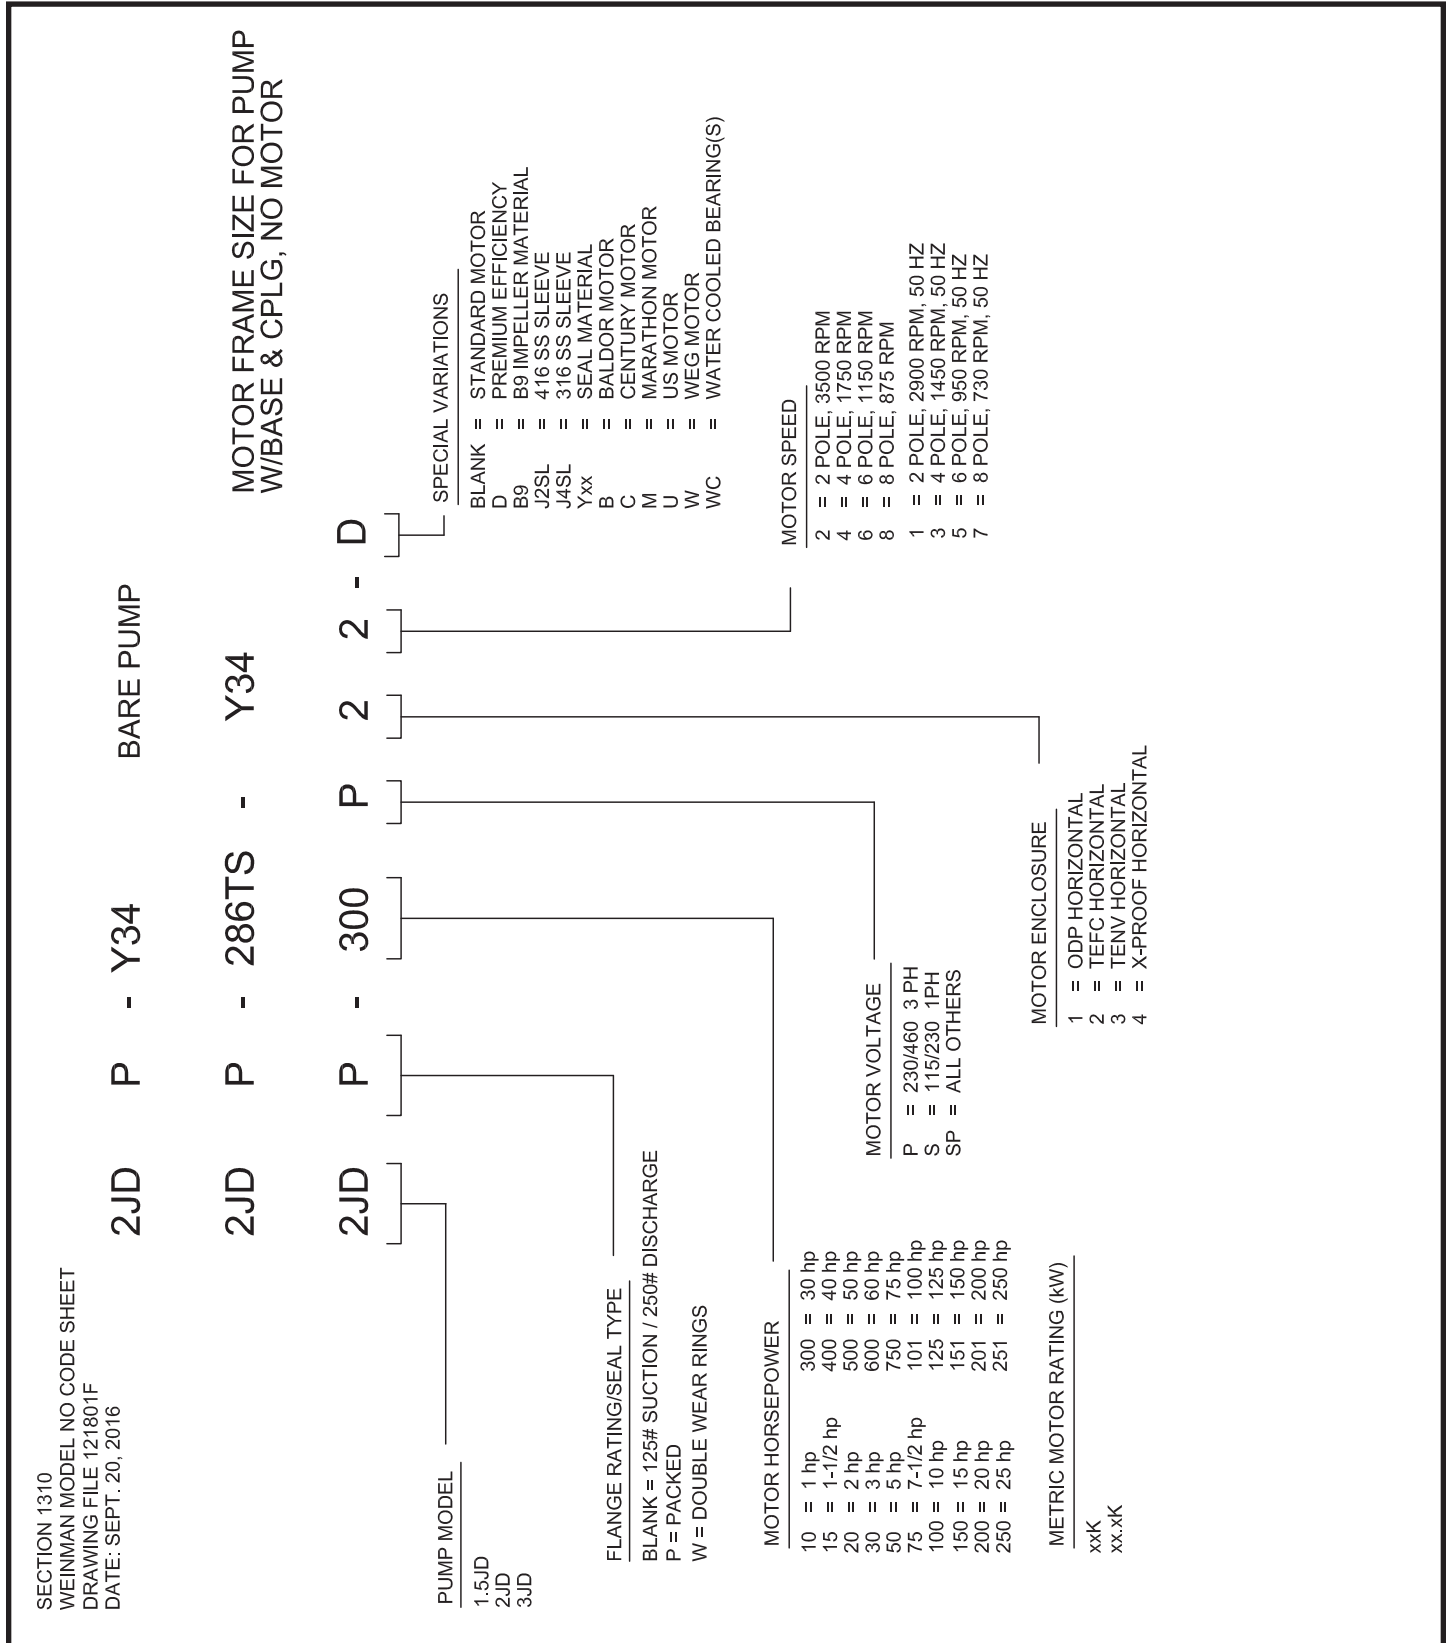 SECTION 1310
WEINMAN MODEL NO CODE SHEET
DRAWING FILE 121801F
DATE: SEPT. 20, 2016
2JD P - Y34 BARE PUMP
2JD P - 286TS - Y34 MOTOR FRAME SIZE FOR PUMP
W/BASE & CPLG, NO MOTOR
2JD P - 300 P 2 2 - D
PUMP MODEL
1.5JD
2JD
3JD
FLANGE RATING/SEAL TYPE
BLANK = 125# SUCTION / 250# DISCHARGE
P = PACKED
W = DOUBLE WEAR RINGS
MOTOR HORSEPOWER
10 = 1 hp 300 = 30 hp
15 = 1-1/2 hp 400 = 40 hp
20 = 2 hp 500 = 50 hp
30 = 3 hp 600 = 60 hp
50 = 5 hp 750 = 75 hp
75 = 7-1/2 hp 101 = 100 hp
100 = 10 hp 125 = 125 hp
150 = 15 hp 151 = 150 hp
200 = 20 hp 201 = 200 hp
250 = 25 hp 251 = 250 hp
METRIC MOTOR RATING (kW)
xxK
xx.xK
MOTOR VOLTAGE
P = 230/460 3 PH
S = 115/230 1PH
SP = ALL OTHERS
MOTOR ENCLOSURE
1 = ODP HORIZONTAL
2 = TEFC HORIZONTAL
3 = TENV HORIZONTAL
4 = X-PROOF HORIZONTAL
MOTOR SPEED
2 = 2 POLE, 3500 RPM
4 = 4 POLE, 1750 RPM
6 = 6 POLE, 1150 RPM
8 = 8 POLE, 875 RPM
1 = 2 POLE, 2900 RPM, 50 HZ
3 = 4 POLE, 1450 RPM, 50 HZ
5 = 6 POLE, 950 RPM, 50 HZ
7 = 8 POLE, 730 RPM, 50 HZ
SPECIAL VARIATIONS
BLANK = STANDARD MOTOR
D = PREMIUM EFFICIENCY
B9 = B9 IMPELLER MATERIAL
J2SL = 416 SS SLEEVE
J4SL = 316 SS SLEEVE
Yxx = SEAL MATERIAL
B = BALDOR MOTOR
C = CENTURY MOTOR
M = MARATHON MOTOR
U = US MOTOR
W = WEG MOTOR
WC = WATER COOLED BEARING(S)